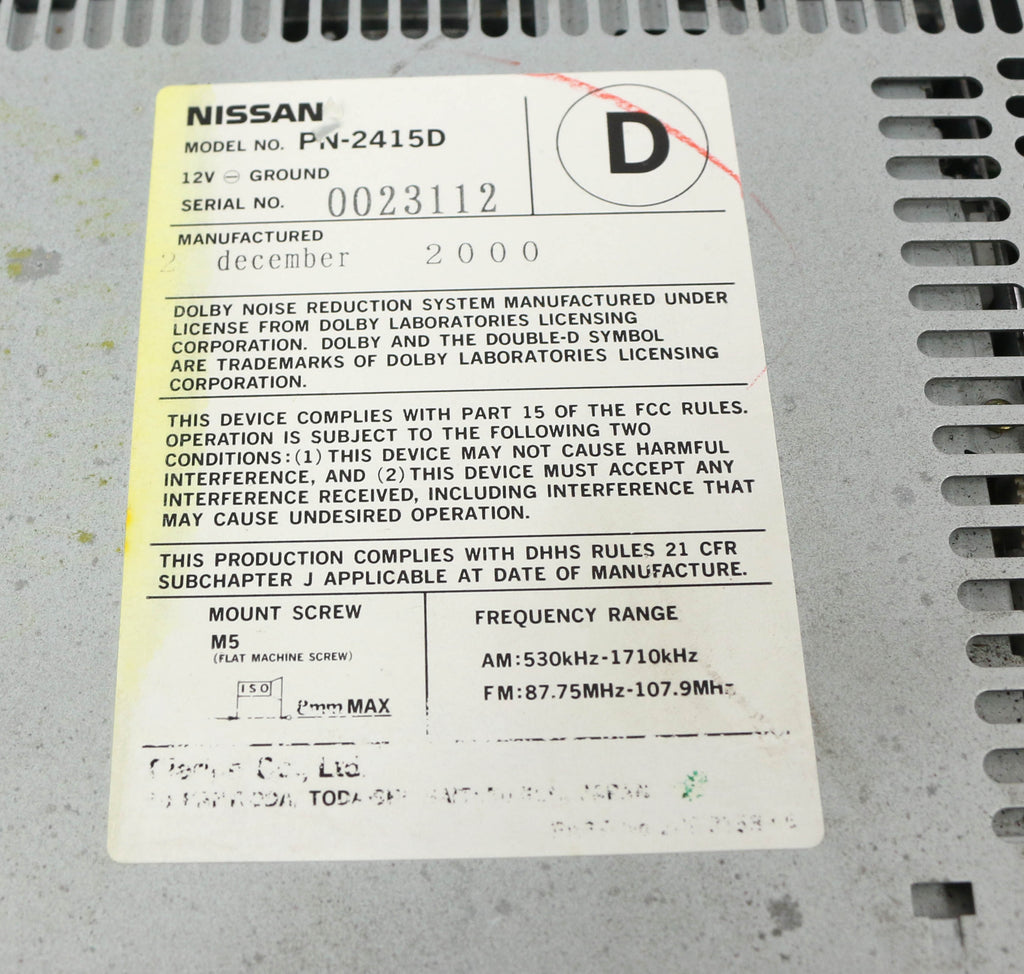 NISSAN
MODEL NO. PN-2415D
12V ⊖ GROUND
SERIAL NO. 0023112
D
MANUFACTURED
2 december 2000
DOLBY NOISE REDUCTION SYSTEM MANUFACTURED UNDER
LICENSE FROM DOLBY LABORATORIES LICENSING
CORPORATION. DOLBY AND THE DOUBLE-D SYMBOL
ARE TRADEMARKS OF DOLBY LABORATORIES LICENSING
CORPORATION.
THIS DEVICE COMPLIES WITH PART 15 OF THE FCC RULES.
OPERATION IS SUBJECT TO THE FOLLOWING TWO
CONDITIONS:(1) THIS DEVICE MAY NOT CAUSE HARMFUL
INTERFERENCE, AND (2) THIS DEVICE MUST ACCEPT ANY
INTERFERENCE RECEIVED, INCLUDING INTERFERENCE THAT
MAY CAUSE UNDESIRED OPERATION.
THIS PRODUCTION COMPLIES WITH DHHS RULES 21 CFR
SUBCHAPTER J APPLICABLE AT DATE OF MANUFACTURE.
MOUNT SCREW
M5
(FLAT MACHINE SCREW)
ISO
8mm MAX
FREQUENCY RANGE
AM:530kHz-1710kHz
FM:87.75MHz-107.9MHz
Co., Ltd.
JAPAN